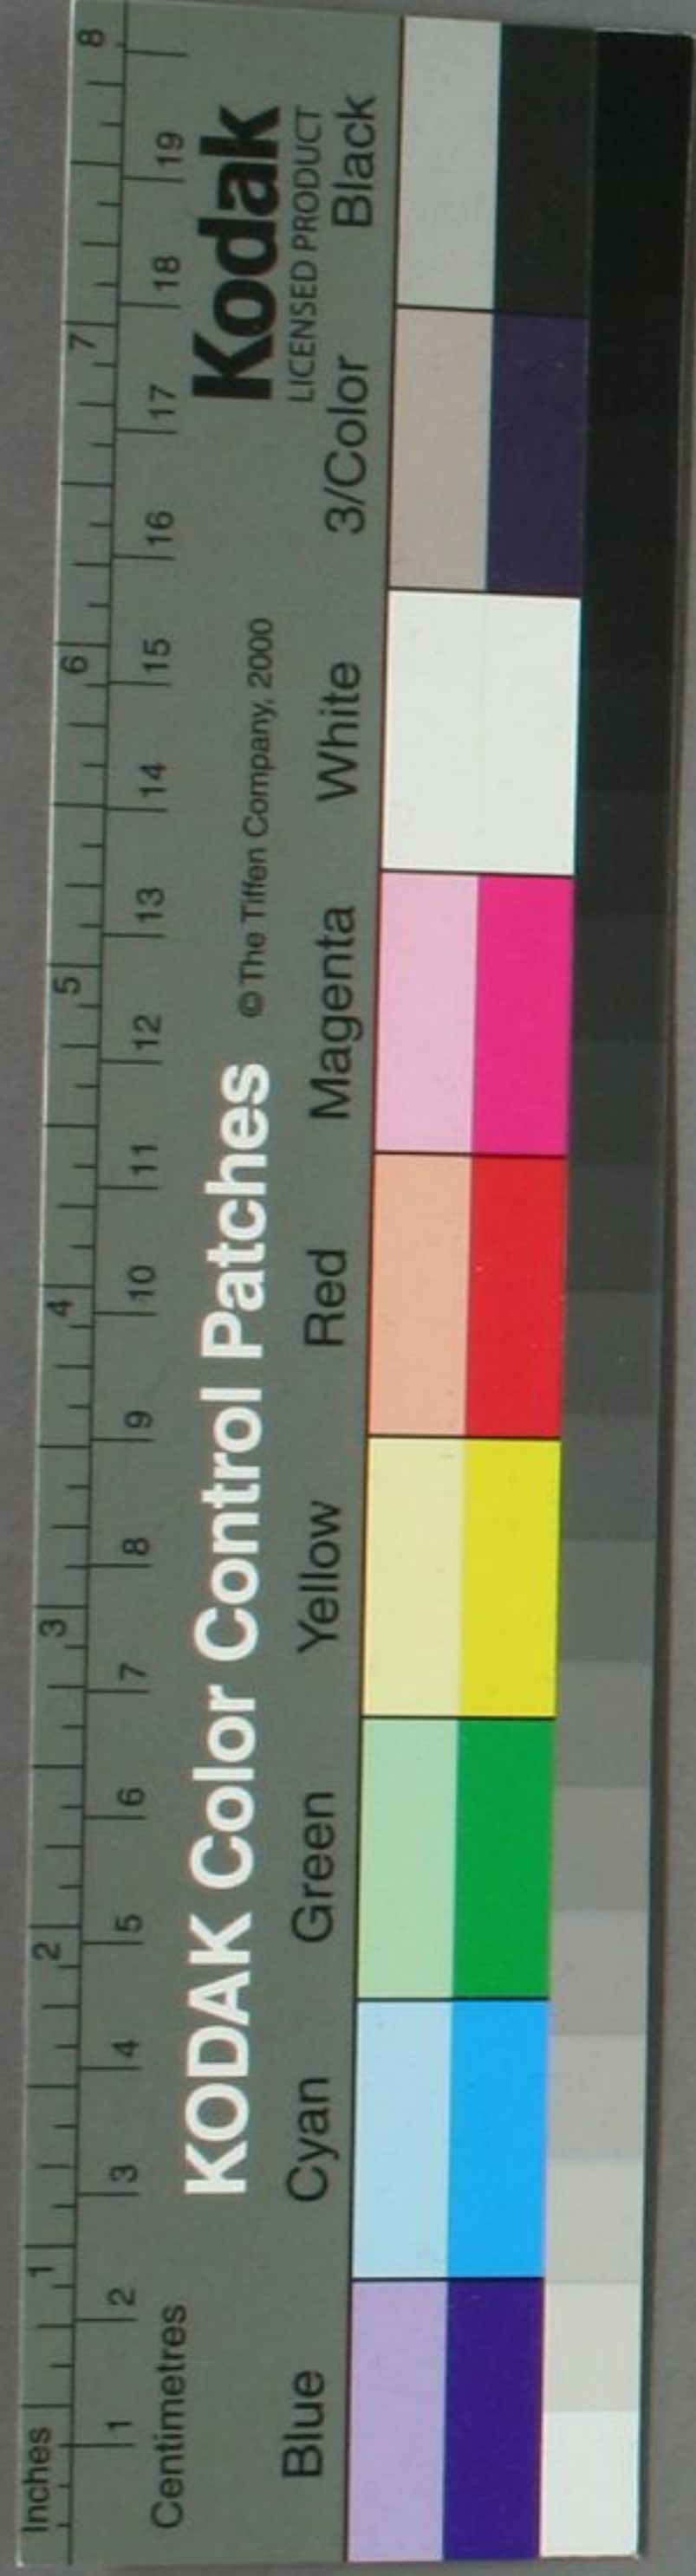 Inches 1 2 3 4 5 6 7 8
Centimetres 1 2 3 4 5 6 7 8 9 10 11 12 13 14 15 16 17 18 19
KODAK Color Control Patches © The Tiffen Company, 2000 Kodak
LICENSED PRODUCT
Blue Cyan Green Yellow Red Magenta White 3/Color Black